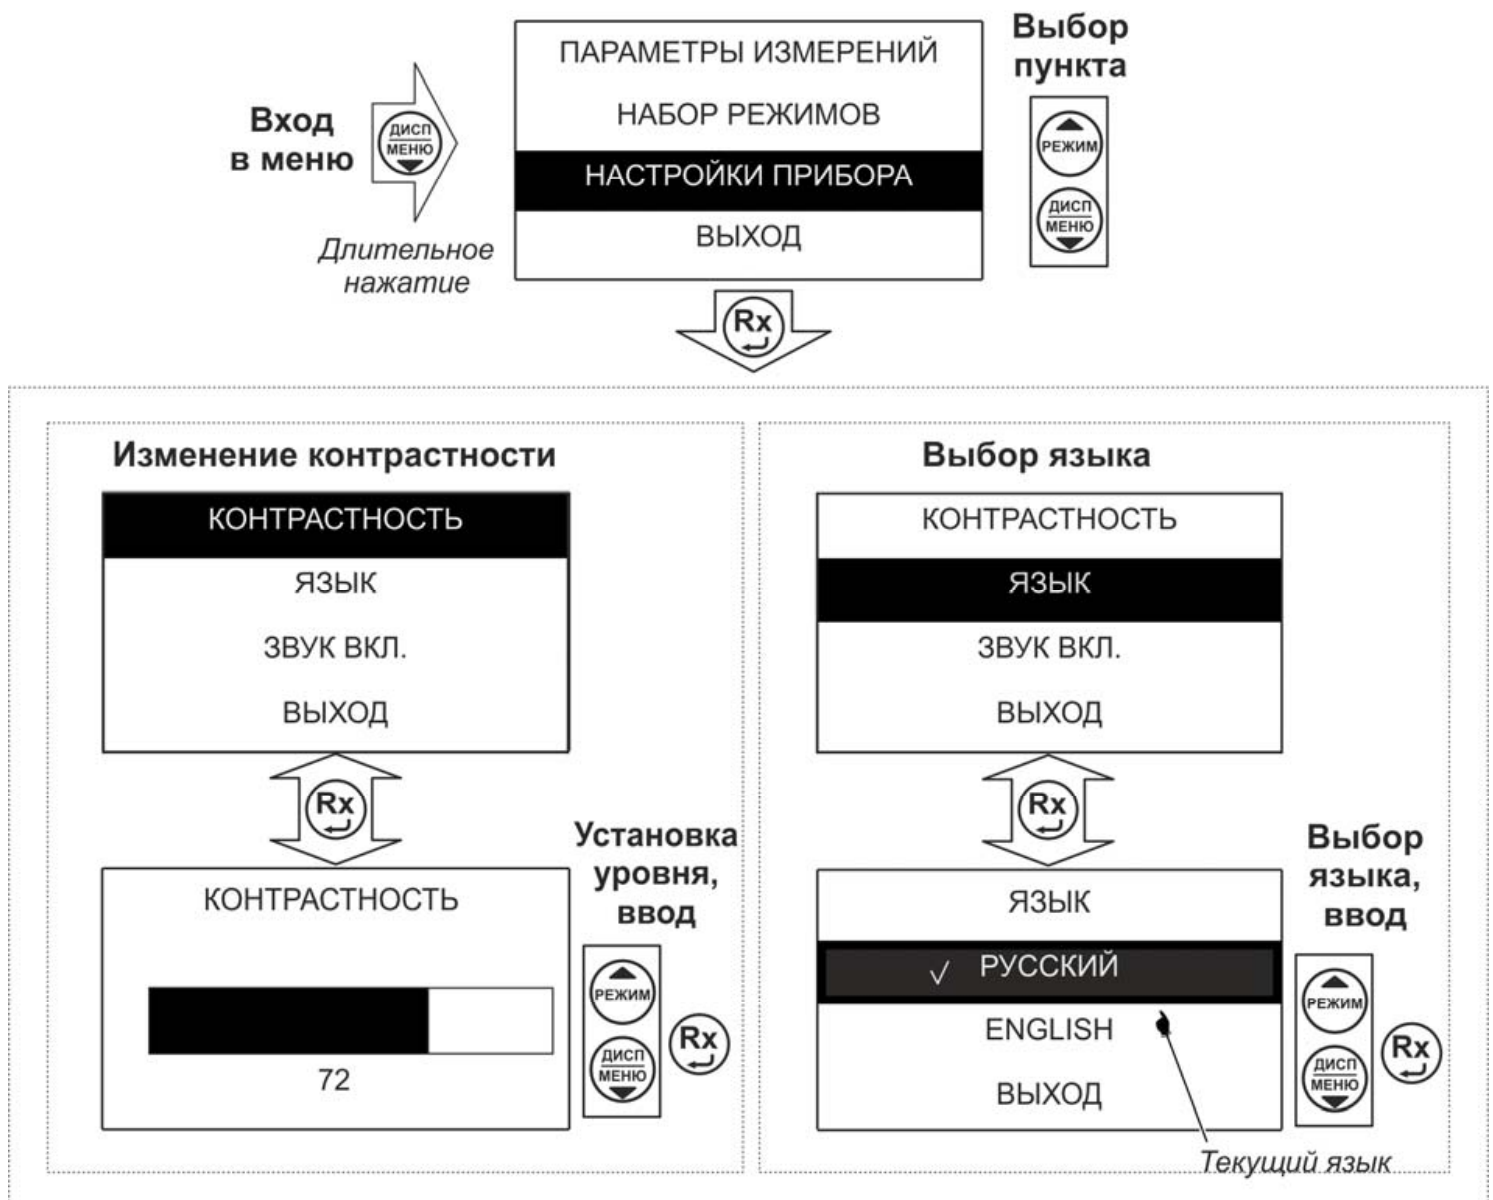 Вход
в меню
ДИСП
МЕНЮ
Длительное
нажатие
ПАРАМЕТРЫ ИЗМЕРЕНИЙ
НАБОР РЕЖИМОВ
НАСТРОЙКИ ПРИБОРА
ВЫХОД
Выбор
пункта
РЕЖИМ
ДИСП
МЕНЮ
Rx
Изменение контрастности
КОНТРАСТНОСТЬ
ЯЗЫК
ЗВУК ВКЛ.
ВЫХОД
Rx
КОНТРАСТНОСТЬ
72
Установка
уровня,
ввод
РЕЖИМ
ДИСП
МЕНЮ
Rx
Выбор языка
КОНТРАСТНОСТЬ
ЯЗЫК
ЗВУК ВКЛ.
ВЫХОД
Rx
ЯЗЫК
√ РУССКИЙ
ENGLISH
ВЫХОД
Выбор
языка,
ввод
РЕЖИМ
ДИСП
МЕНЮ
Rx
Текущий язык